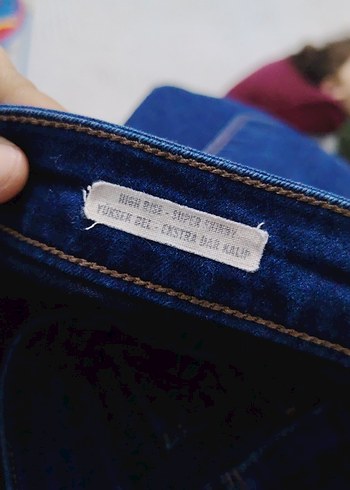 HIGH RISE - SUPER SKINNY
YÜKSEK BEL - EKSTRA DAR KALIP